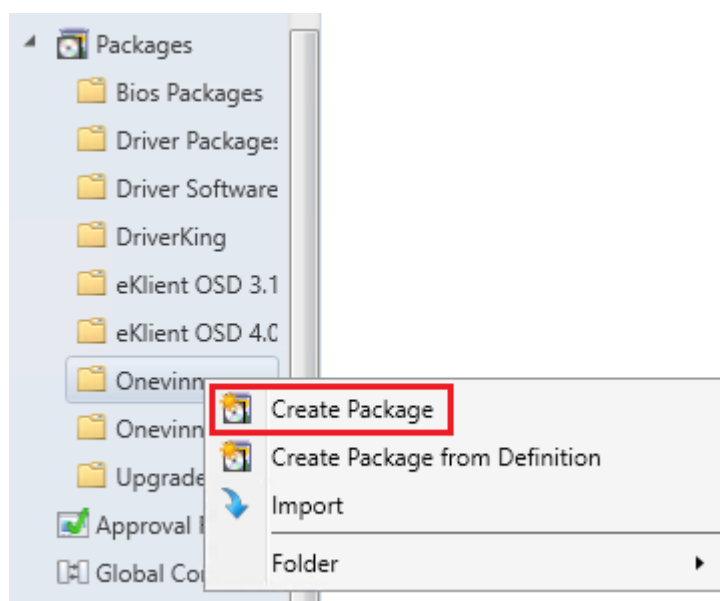 Packages
Bios Packages
Driver Packages
Driver Software
DriverKing
eKlient OSD 3.1
eKlient OSD 4.0
Onevinn
Create Package
Onevinn
Create Package from Definition
Upgrade
Import
Approval
Global Co
Folder